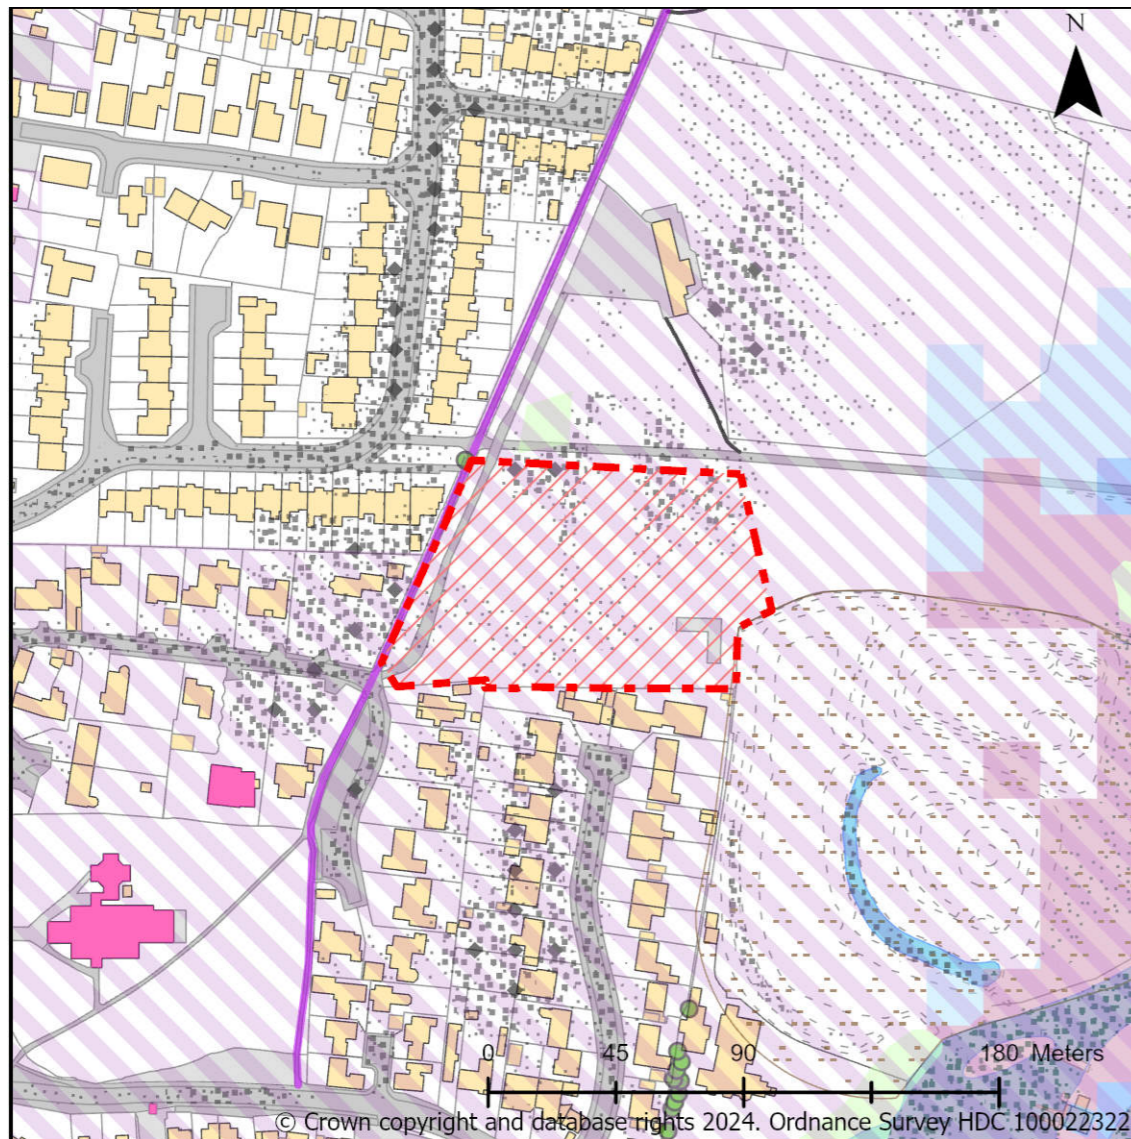 N
0 45 90 180 Meters
© Crown copyright and database rights 2024. Ordnance Survey HDC 100022322